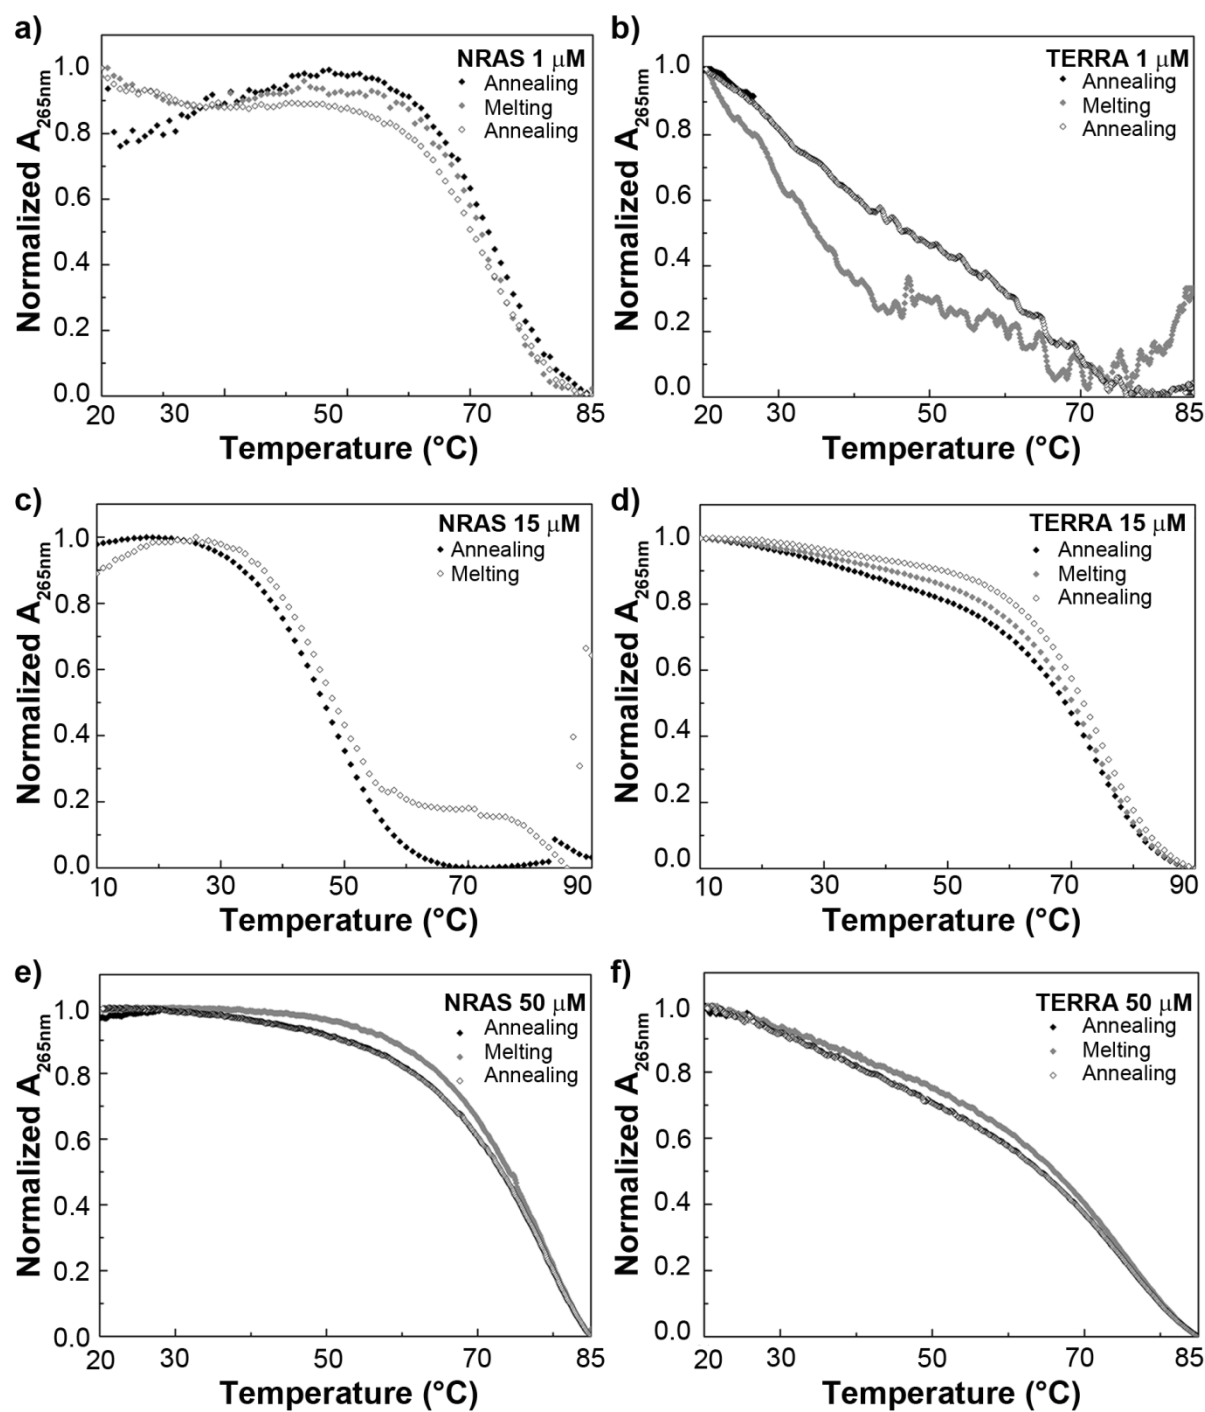 a)
NRAS 1 μM
Annealing
Melting
Annealing
Normalized A265nm
1.0
0.8
0.6
0.4
0.2
0.0
20 30 50 70 85
Temperature (°C)
b)
TERRA 1 μM
Annealing
Melting
Annealing
Normalized A265nm
1.0
0.8
0.6
0.4
0.2
0.0
20 30 50 70 85
Temperature (°C)
c)
NRAS 15 μM
Annealing
Melting
Normalized A265nm
1.0
0.8
0.6
0.4
0.2
0.0
10 30 50 70 90
Temperature (°C)
d)
TERRA 15 μM
Annealing
Melting
Annealing
Normalized A265nm
1.0
0.8
0.6
0.4
0.2
0.0
10 30 50 70 90
Temperature (°C)
e)
NRAS 50 μM
Annealing
Melting
Annealing
Normalized A265nm
1.0
0.8
0.6
0.4
0.2
0.0
20 30 50 70 85
Temperature (°C)
f)
TERRA 50 μM
Annealing
Melting
Annealing
Normalized A265nm
1.0
0.8
0.6
0.4
0.2
0.0
20 30 50 70 85
Temperature (°C)